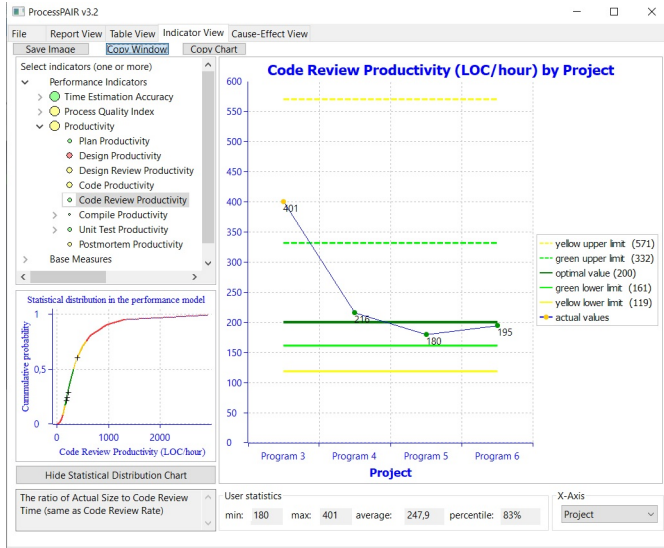 ProcessPAIR v3.2
File Report View Table View Indicator View Cause-Effect View
Save Image Copy Window Copy Chart
Select indicators (one or more)
Performance Indicators
Time Estimation Accuracy
Process Quality Index
Productivity
Plan Productivity
Design Productivity
Design Review Productivity
Code Productivity
Code Review Productivity
Compile Productivity
Unit Test Productivity
Postmortem Productivity
Base Measures
Statistical distribution in the performance model
Cummulative probability
1
0,5
0
0 1000 2000
Code Review Productivity (LOC/hour)
Hide Statistical Distribution Chart
The ratio of Actual Size to Code Review
Time (same as Code Review Rate)
Code Review Productivity (LOC/hour) by Project
600
550
500
450
400
350
300
250
200
150
100
50
0
401
216
180
195
Program 3 Program 4 Program 5 Program 6
Project
yellow upper limit (571)
green upper limit (332)
optimal value (200)
green lower limit (161)
yellow lower limit (119)
actual values
User statistics
min: 180 max: 401 average: 247,9 percentile: 83%
X-Axis
Project